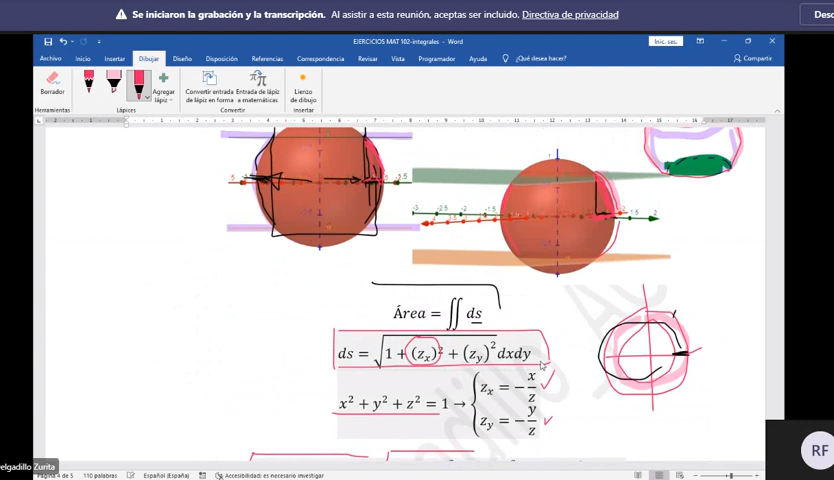 Se iniciaron la grabación y la transcripción. Al asistir a esta reunión, aceptas ser incluido. Directiva de privacidad
EJERCICIOS MAT 102-integrales - Word
Inic. ses.
Archivo Inicio Insertar Dibujar Diseño Disposición Referencias Correspondencia Revisar Vista Programador Ayuda ¿Qué desea hacer? Compartir
Borrador
Agregar lápiz
Convertir entrada de lápiz en forma
Entrada de lápiz a matemáticas
Lienzo de dibujo
Herramientas Lápices Convertir Insertar
Área = ∬ ds
ds = √(1 + (z_x)² + (z_y)²) dxdy
x² + y² + z² = 1 → { z_x = −x/z
z_y = −y/z
RF
elgadillo Zurita
Página 4 de 5 110 palabras Español (España) Accesibilidad: es necesario investigar